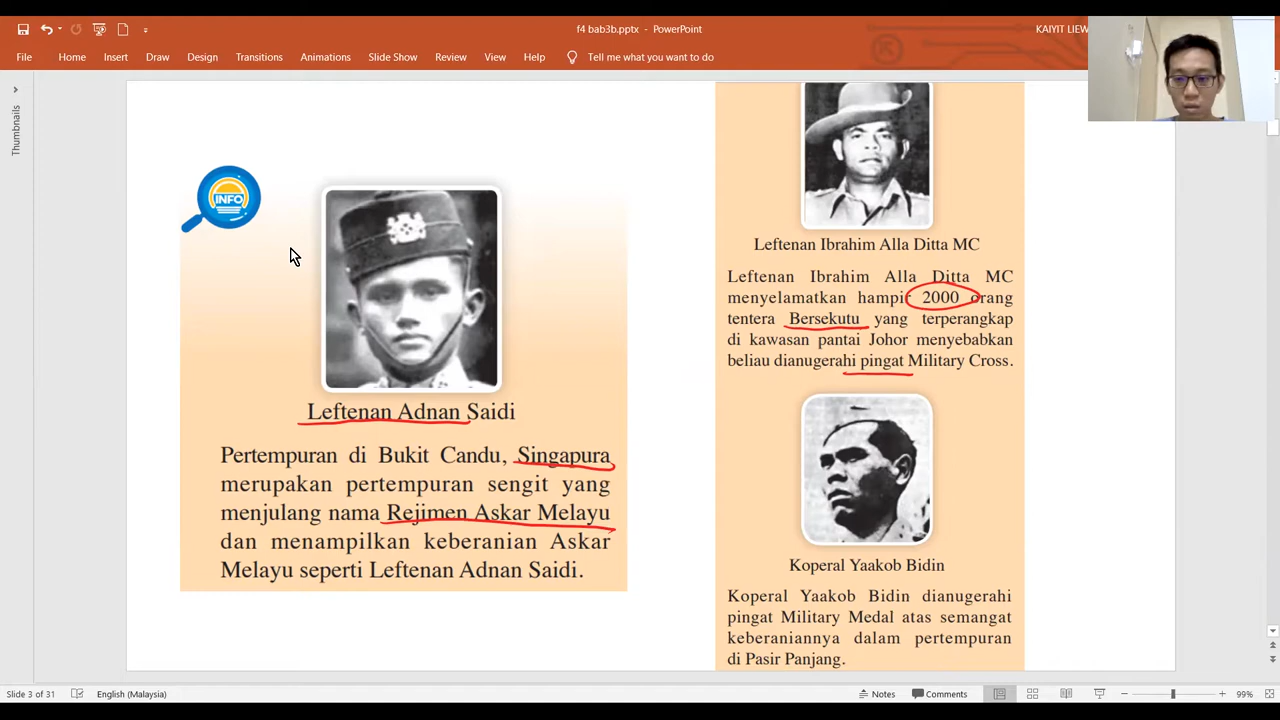 f4 bab3b.pptx - PowerPoint
KAIYIT LIEW
File Home Insert Draw Design Transitions Animations Slide Show Review View Help Tell me what you want to do
Thumbnails
INFO
Leftenan Adnan Saidi
Pertempuran di Bukit Candu, Singapura
merupakan pertempuran sengit yang
menjulang nama Rejimen Askar Melayu
dan menampilkan keberanian Askar
Melayu seperti Leftenan Adnan Saidi.
Leftenan Ibrahim Alla Ditta MC
Leftenan Ibrahim Alla Ditta MC
menyelamatkan hampir 2000 orang
tentera Bersekutu yang terperangkap
di kawasan pantai Johor menyebabkan
beliau dianugerahi pingat Military Cross.
Koperal Yaakob Bidin
Koperal Yaakob Bidin dianugerahi
pingat Military Medal atas semangat
keberaniannya dalam pertempuran
di Pasir Panjang.
Slide 3 of 31 English (Malaysia) Notes Comments 99%